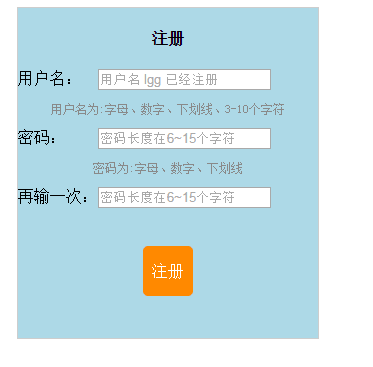 注册
用户名： 用户名 lgg 已经注册
用户名为:字母、数字、下划线、3-10个字符
密码： 密码长度在6~15个字符
密码为:字母、数字、下划线
再输一次： 密码长度在6~15个字符
注册